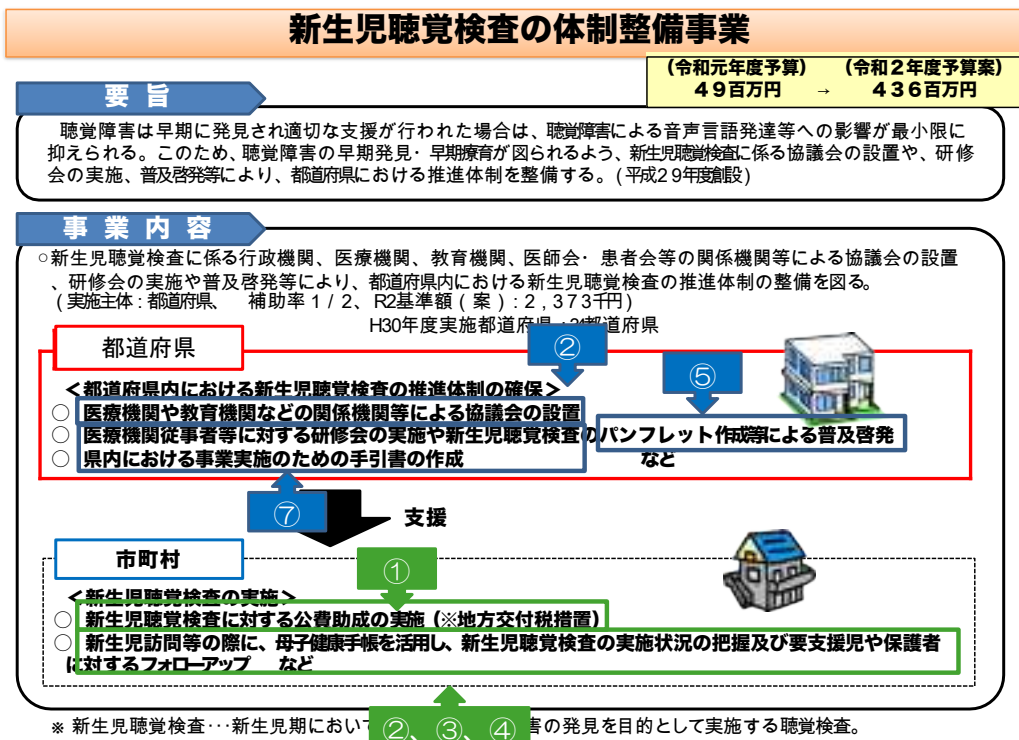 新生児聴覚検査の体制整備事業
(令和元年度予算)　(令和２年度予算案)
４９百万円　→　４３６百万円
要 旨
聴覚障害は早期に発見され適切な支援が行われた場合は、聴覚障害による音声言語発達等への影響が最小限に
抑えられる。このため、聴覚障害の早期発見・早期療育が図られるよう、新生児聴覚検査に係る協議会の設置や、研修
会の実施、普及啓発等により、都道府県における推進体制を整備する。(平成２９年度創設)
事 業 内 容
○新生児聴覚検査に係る行政機関、医療機関、教育機関、医師会・患者会等の関係機関等による協議会の設置
、研修会の実施や普及啓発等により、都道府県内における新生児聴覚検査の推進体制の整備を図る。
(実施主体：都道府県、　補助率１/２、R2基準額(案)：２,３７３千円)
H30年度実施都道府県
都道府県
都道府県
②
⑤
＜都道府県内における新生児聴覚検査の推進体制の確保＞
○ 医療機関や教育機関などの関係機関等による協議会の設置
○ 医療機関従事者等に対する研修会の実施や新生児聴覚検査のパンフレット作成等による普及啓発
○ 県内における事業実施のための手引書の作成　など
⑦
支援
市町村
①
＜新生児聴覚検査の実施＞
○ 新生児聴覚検査に対する公費助成の実施（※地方交付税措置）
○ 新生児訪問等の際に、母子健康手帳を活用し、新生児聴覚検査の実施状況の把握及び要支援児や保護者
に対するフォローアップ　など
②、③、④
※ 新生児聴覚検査･･･新生児期において 害の発見を目的として実施する聴覚検査。